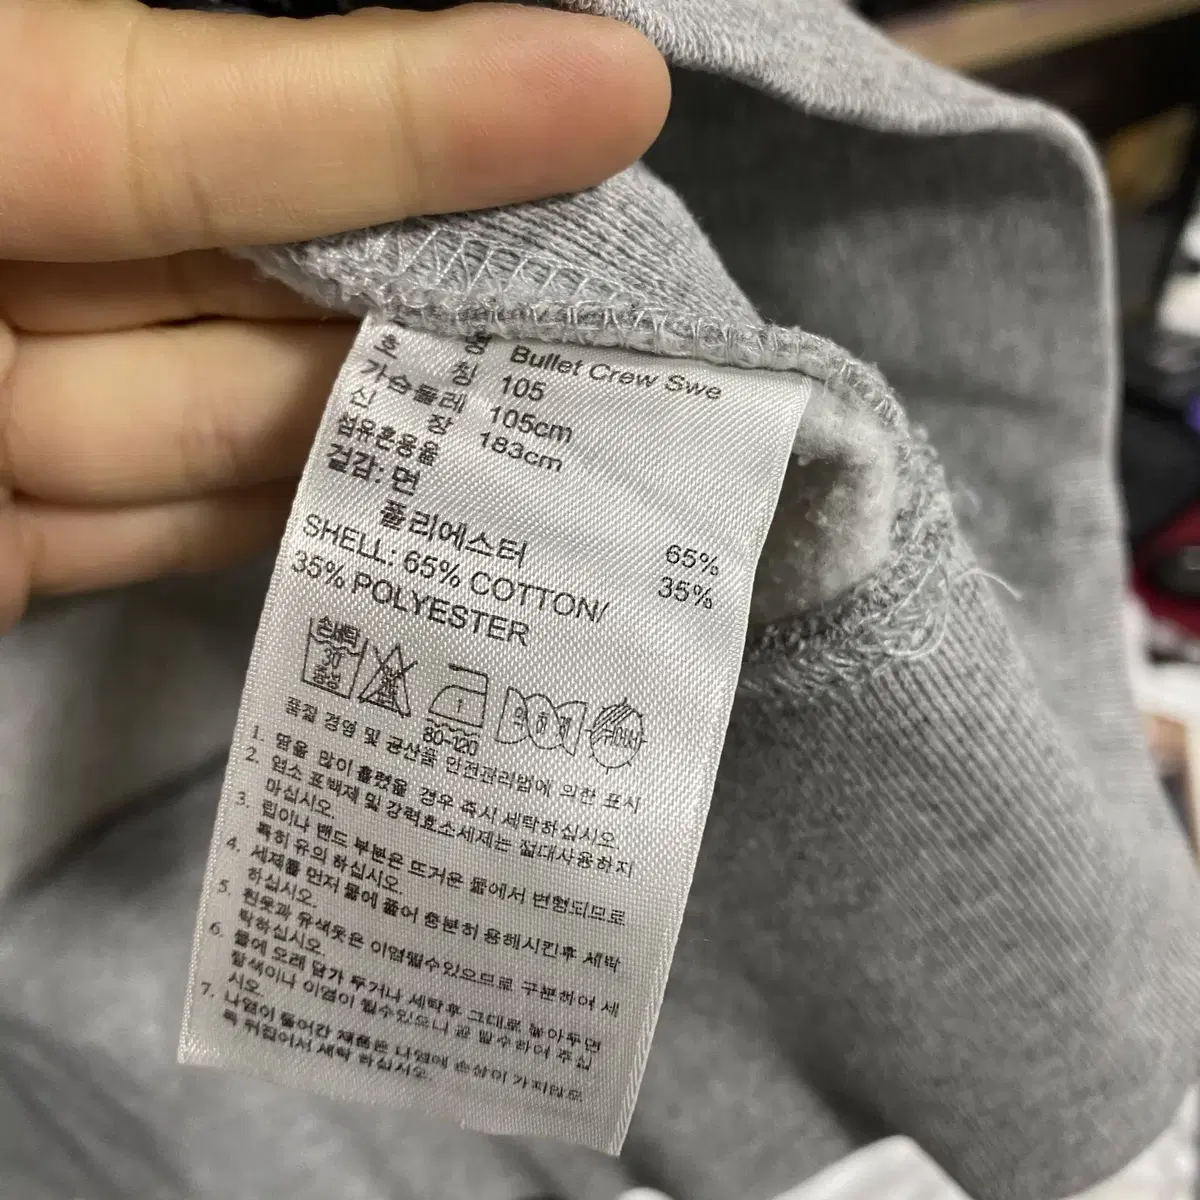 명 Bullet Crew Swe
호 칭 105
가슴둘레 105cm
신 장 183cm
섬유혼용율
겉감: 면 65%
폴리에스터 35%
SHELL: 65% COTTON/
35% POLYESTER
손세탁
30
중성
80~120
품질 경영 및 공산품 안전관리법에 의한 표시
1. 땀을 많이 흘렸을 경우 즉시 세탁하십시오.
2. 염소 표백제 및 강력효소세제는 절대사용하지
마십시오.
3. 립이나 밴드 부분은 뜨거운 물에서 변형되므로
특히 유의 하십시오.
4. 세제를 먼저 물에 풀어 충분히 용해시킨후 세탁
하십시오.
5. 흰옷과 유색옷은 이염될수있으므로 구분하여 세
탁하십시오.
6. 물에 오래 담가 두거나 세탁후 그대로 놓아두면
탈색이나 이염이 될수있으니 곧 탈수하여 주십
시오.
7. 나염이 들어간 제품은 나염에 손상이 가지않도
록 뒤집어서 세탁 하십시오.